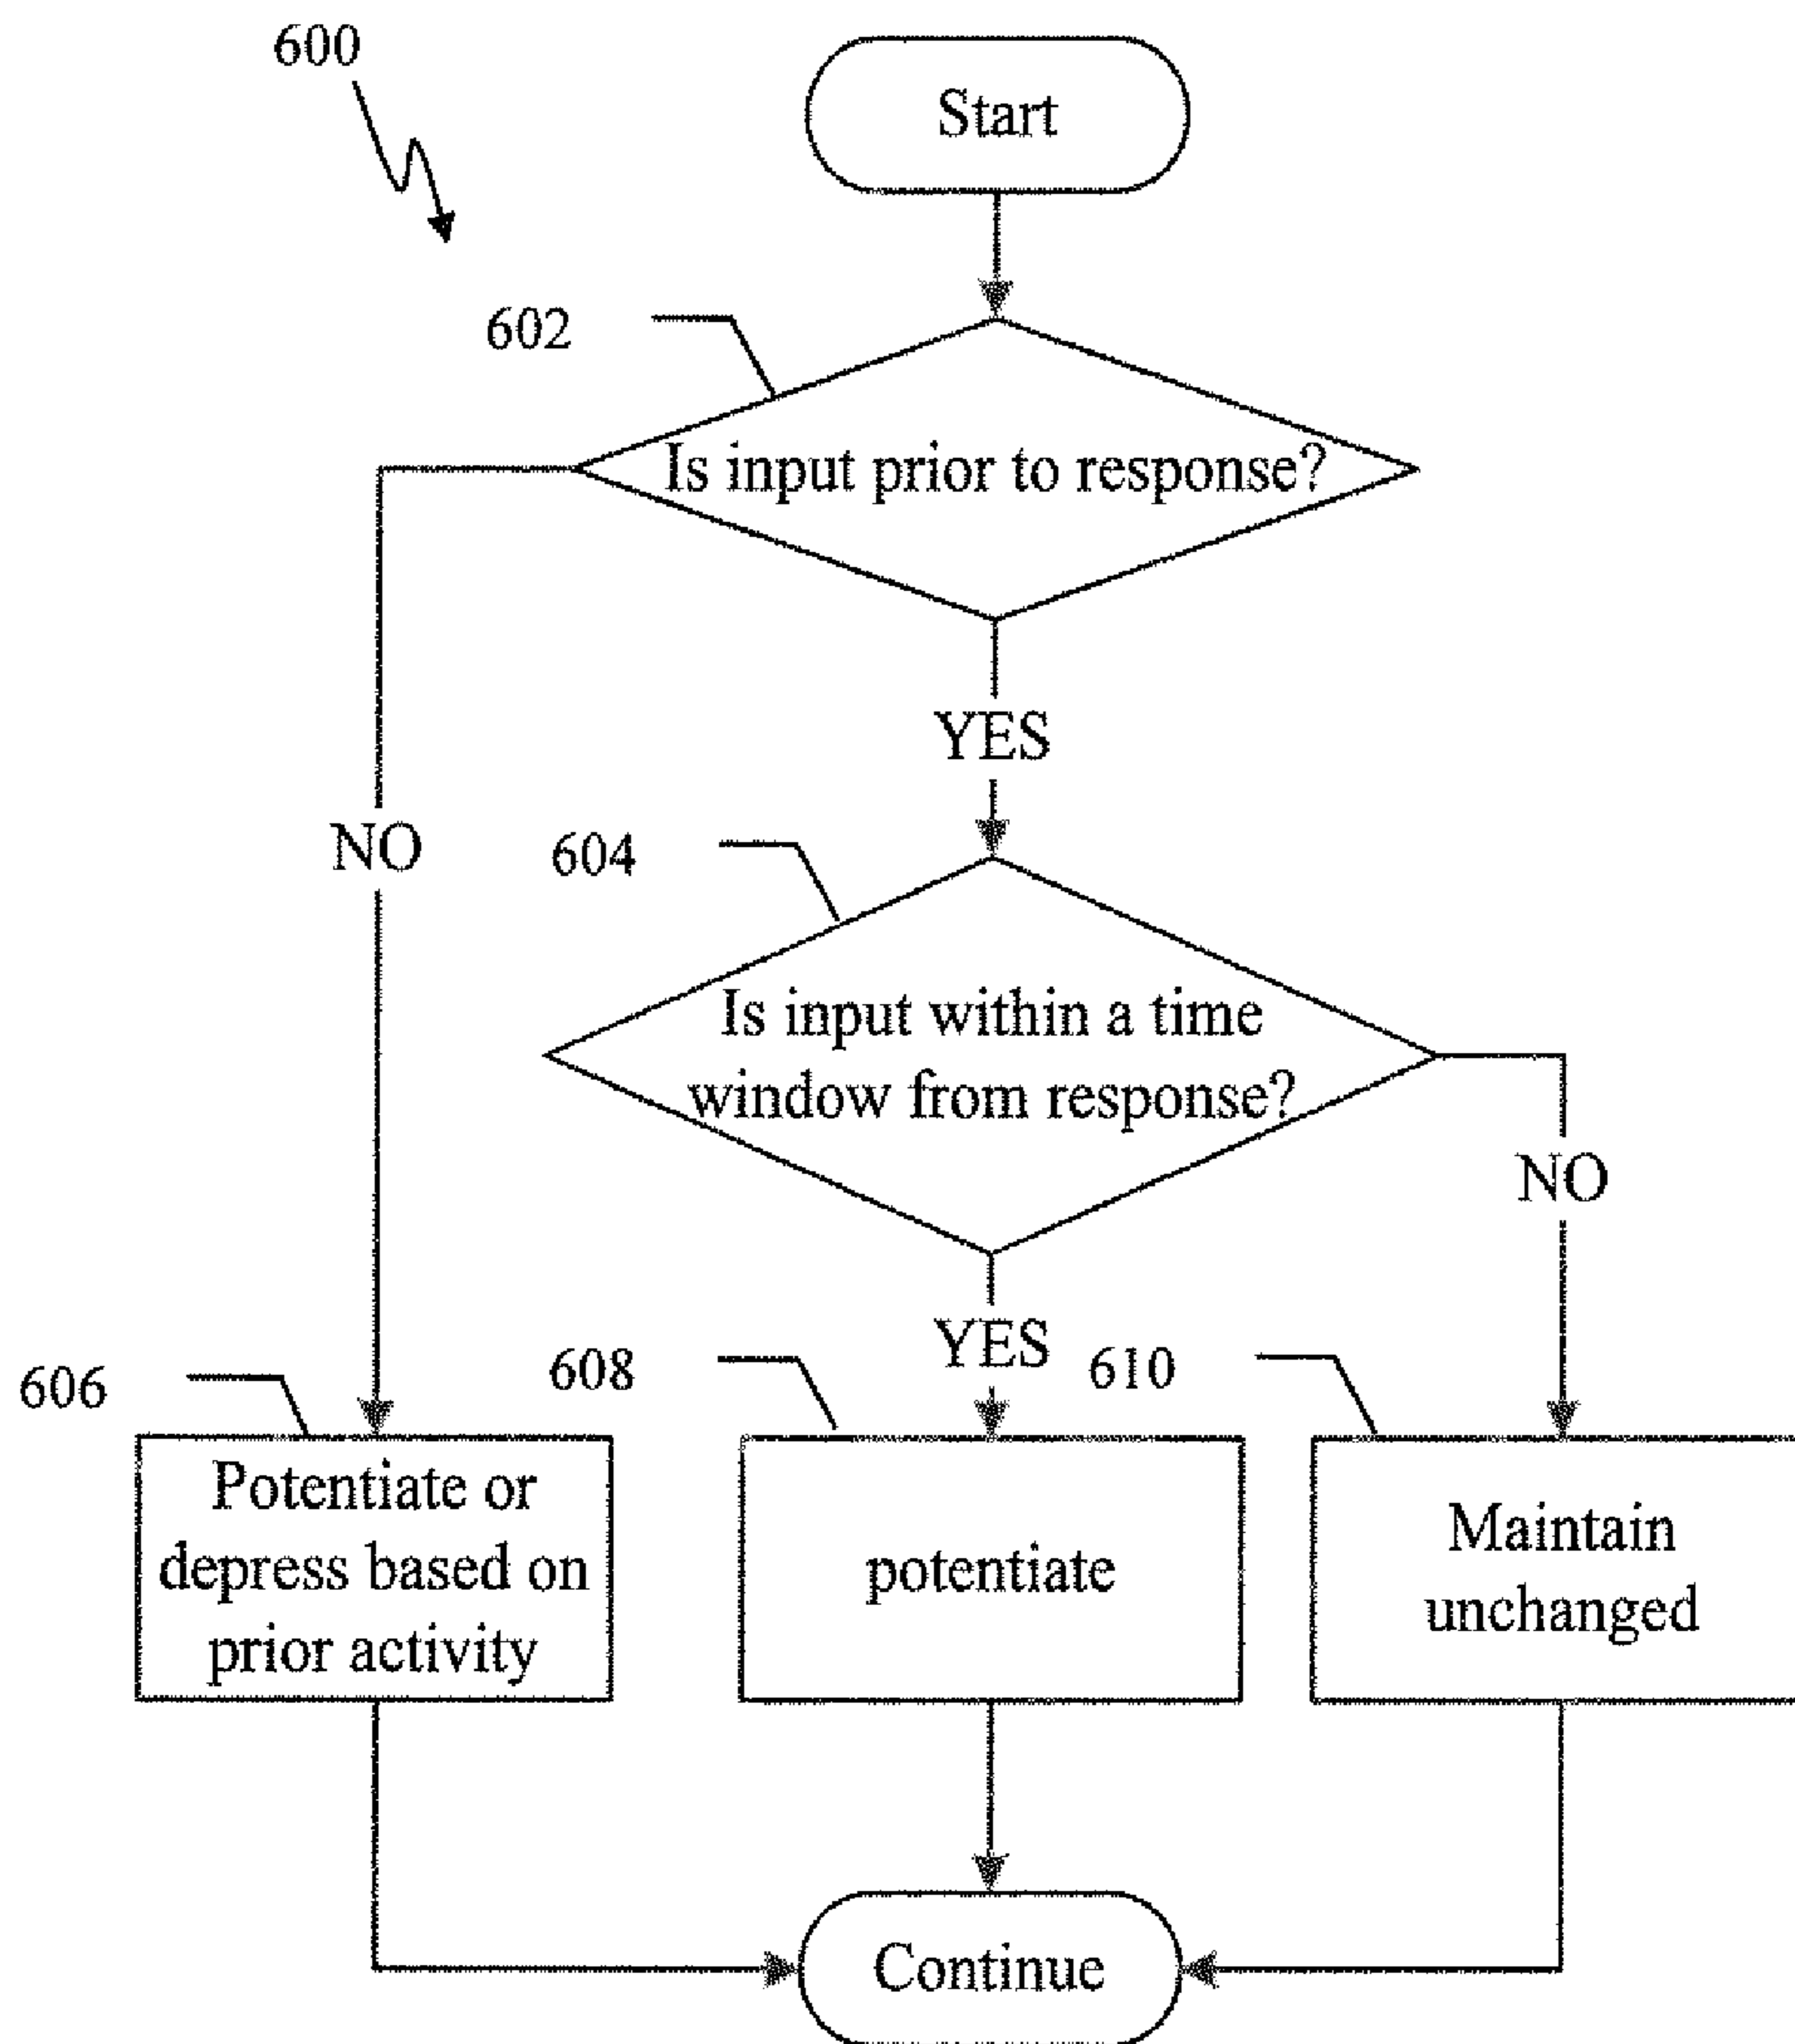 600
Start
602
Is input prior to response?
YES
NO
604
Is input within a time
window from response?
NO
YES
606
608
610
Potentiate or
depress based on
prior activity
potentiate
Maintain
unchanged
Continue